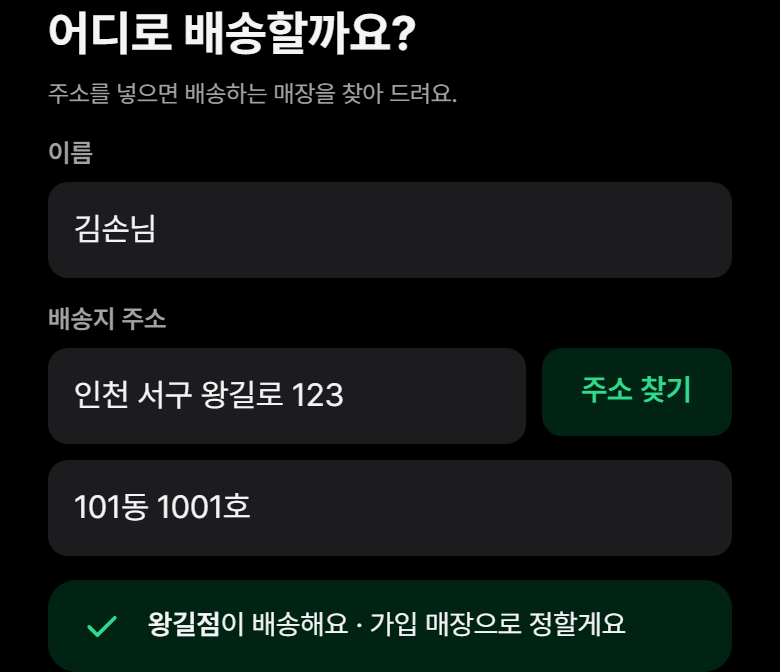 어디로 배송할까요?
주소를 넣으면 배송하는 매장을 찾아 드려요.
이름
김손님
배송지 주소
인천 서구 왕길로 123
주소 찾기
101동 1001호
왕길점이 배송해요 · 가입 매장으로 정할게요